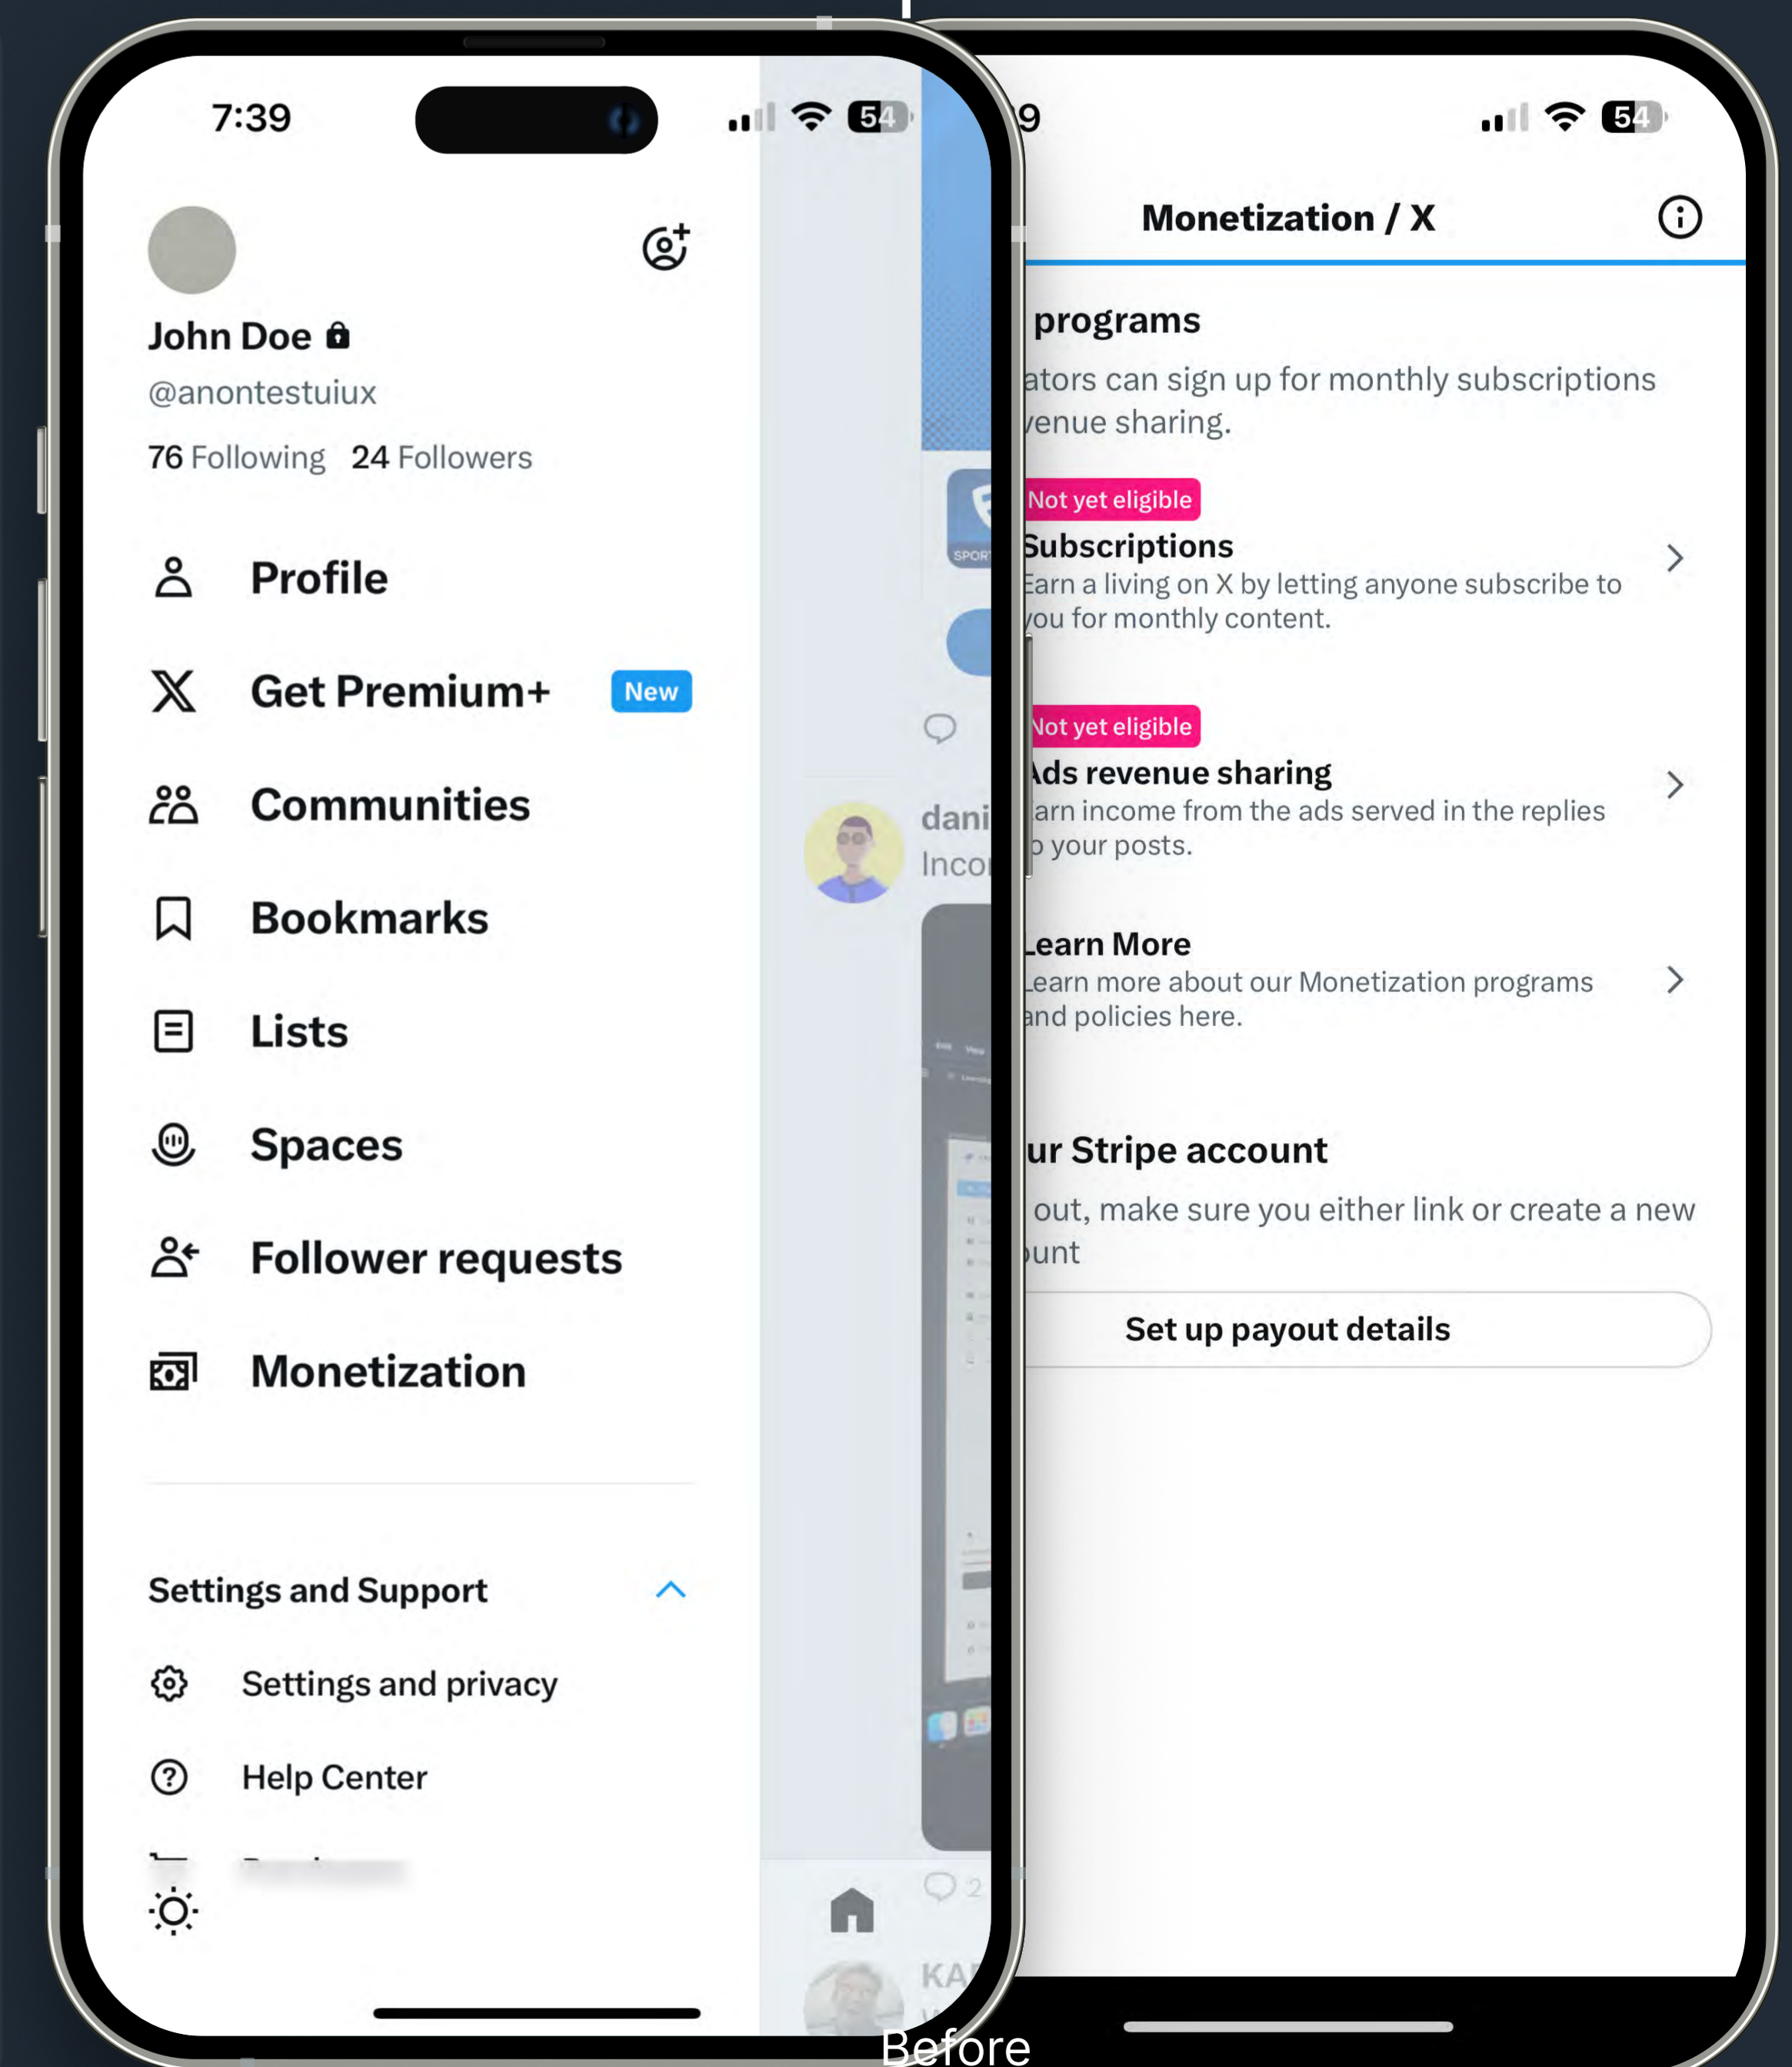 7:39
54
John Doe
@anontestuiux
76 Following 24 Followers
Profile
Get Premium+ New
Communities
Bookmarks
Lists
Spaces
Follower requests
Monetization
Settings and Support
Settings and privacy
Help Center
SPOR
dani
Inco
2
KA
9
54
Monetization / X
programs
ators can sign up for monthly subscriptions
venue sharing.
Not yet eligible
Subscriptions
Earn a living on X by letting anyone subscribe to
you for monthly content.
Not yet eligible
Ads revenue sharing
Earn income from the ads served in the replies
o your posts.
Learn More
Learn more about our Monetization programs
and policies here.
ur Stripe account
out, make sure you either link or create a new
ount
Set up payout details
Before